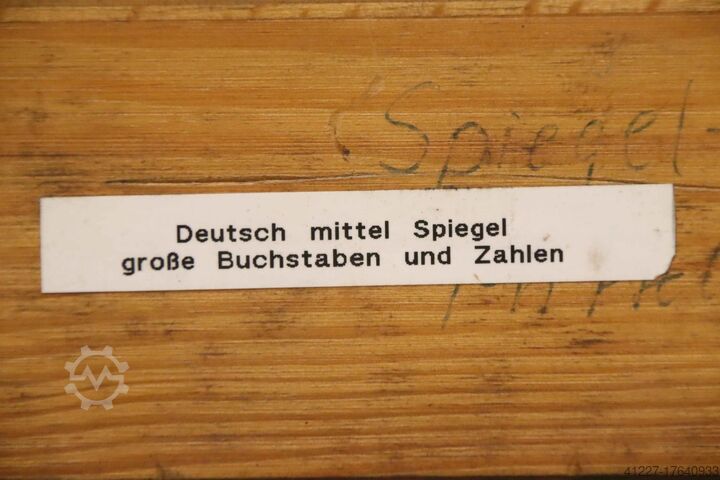 Spiegel-
Deutsch mittel Spiegel
große Buchstaben und Zahlen
41227-17640933